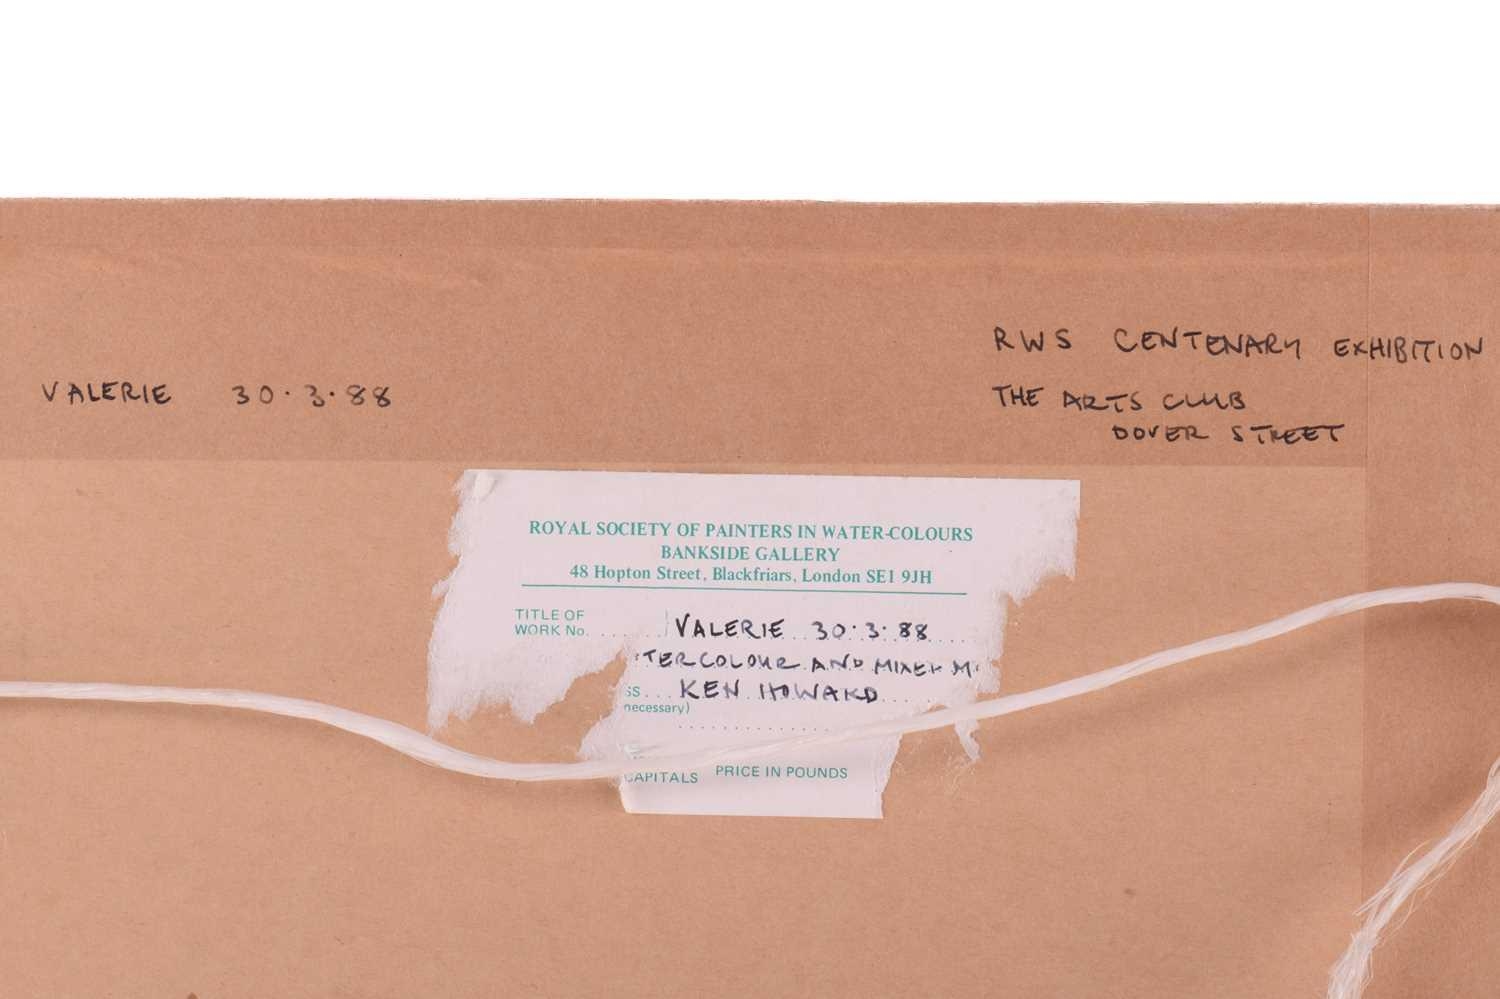 RWS CENTENARY EXHIBITION
VALERIE 30·3·88
THE ARTS CLUB
DOVER STREET
ROYAL SOCIETY OF PAINTERS IN WATER-COLOURS
BANKSIDE GALLERY
48 Hopton Street, Blackfriars, London SE1 9JH
TITLE OF
WORK No. ...... VALERIE 30·3·88
TERCOLOUR AND MIXED M
SS... KEN HOWARD
necessary)
CAPITALS PRICE IN POUNDS